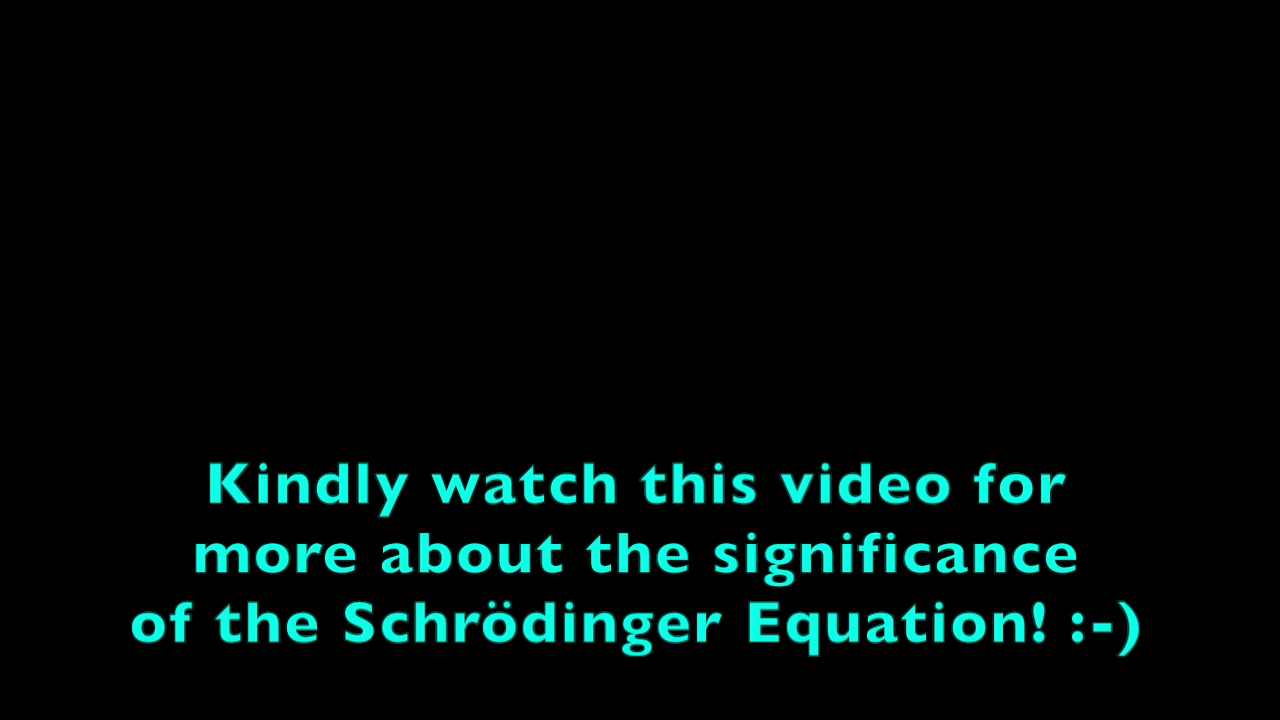 Kindly watch this video for
more about the significance
of the Schrödinger Equation! :-)